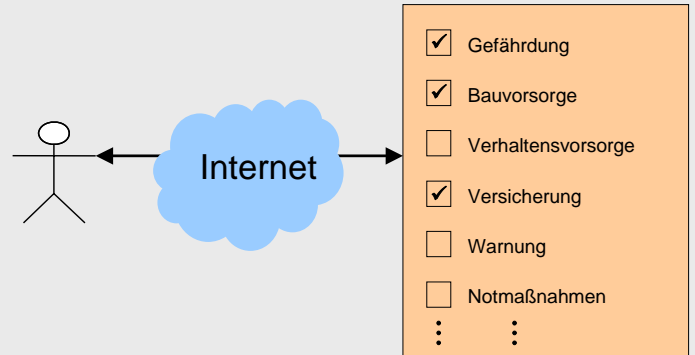 Internet
Gefährdung
Bauvorsorge
Verhaltensvorsorge
Versicherung
Warnung
Notmaßnahmen